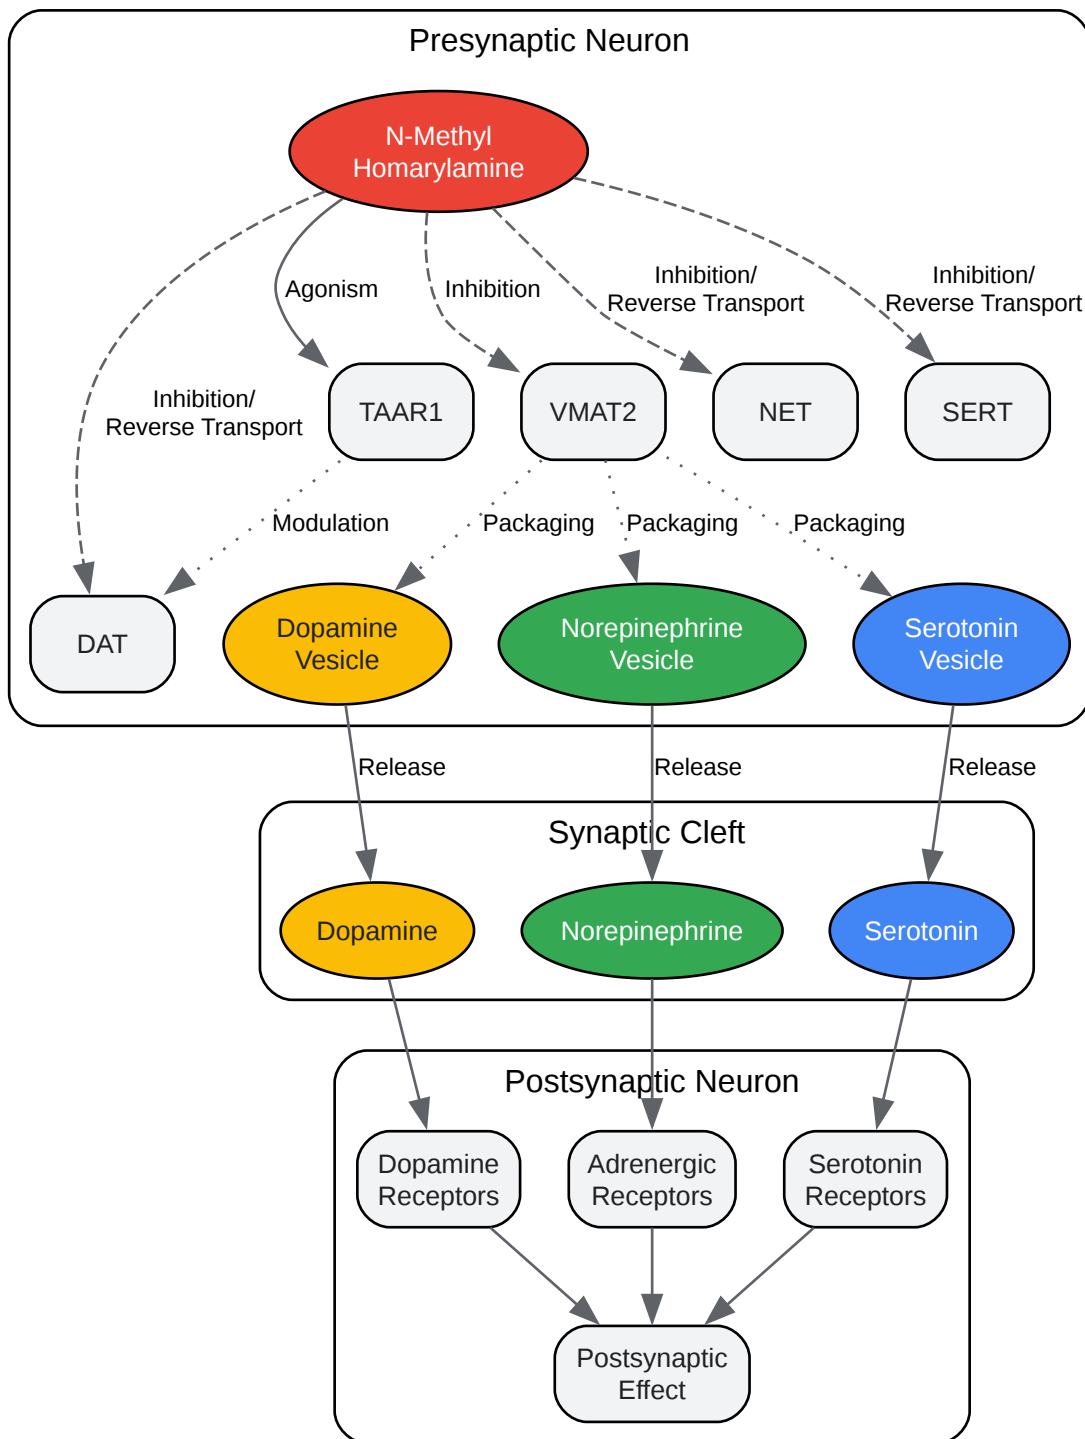 Presynaptic Neuron
N-Methyl
Homarylamine
Agonism
Inhibition
Inhibition/
Reverse Transport
Inhibition/
Reverse Transport
Inhibition/
Reverse Transport
TAAR1
VMAT2
NET
SERT
Modulation
Packaging
Packaging
Packaging
DAT
Dopamine
Vesicle
Norepinephrine
Vesicle
Serotonin
Vesicle
Release
Release
Release
Synaptic Cleft
Dopamine
Norepinephrine
Serotonin
Postsynaptic Neuron
Dopamine
Receptors
Adrenergic
Receptors
Serotonin
Receptors
Postsynaptic
Effect